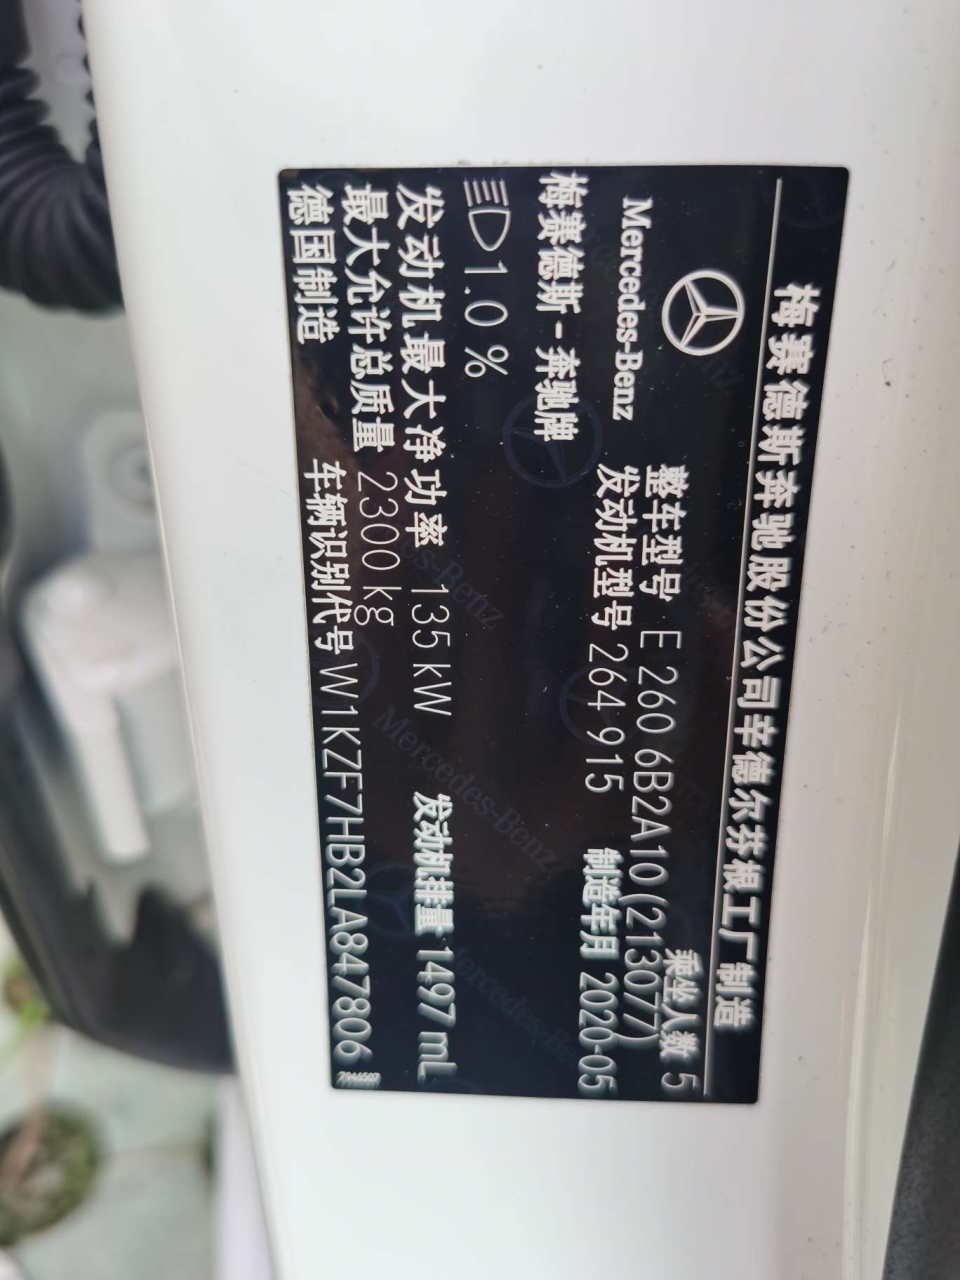 梅赛德斯奔驰股份公司辛德尔芬根工厂制造
乘坐人数 5
Mercedes-Benz
整车型号 E 260 6B2A10(213077)
发动机型号 264 915
制造年月 2020-05
梅赛德斯-奔驰牌
1.0 %
发动机最大净功率 135 kW
发动机排量 1497 mL
最大允许总质量 2300 kg
德国制造
车辆识别代号 W1KZF7HB2LA847806
7946507